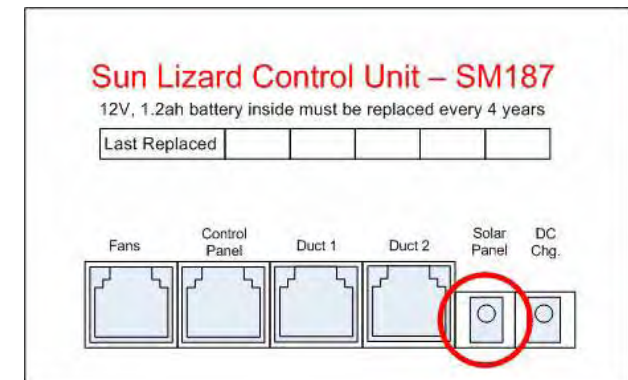 Sun Lizard Control Unit – SM187
12V, 1.2ah battery inside must be replaced every 4 years
Last Replaced
Fans
Control
Panel
Duct 1
Duct 2
Solar
Panel
DC
Chg.